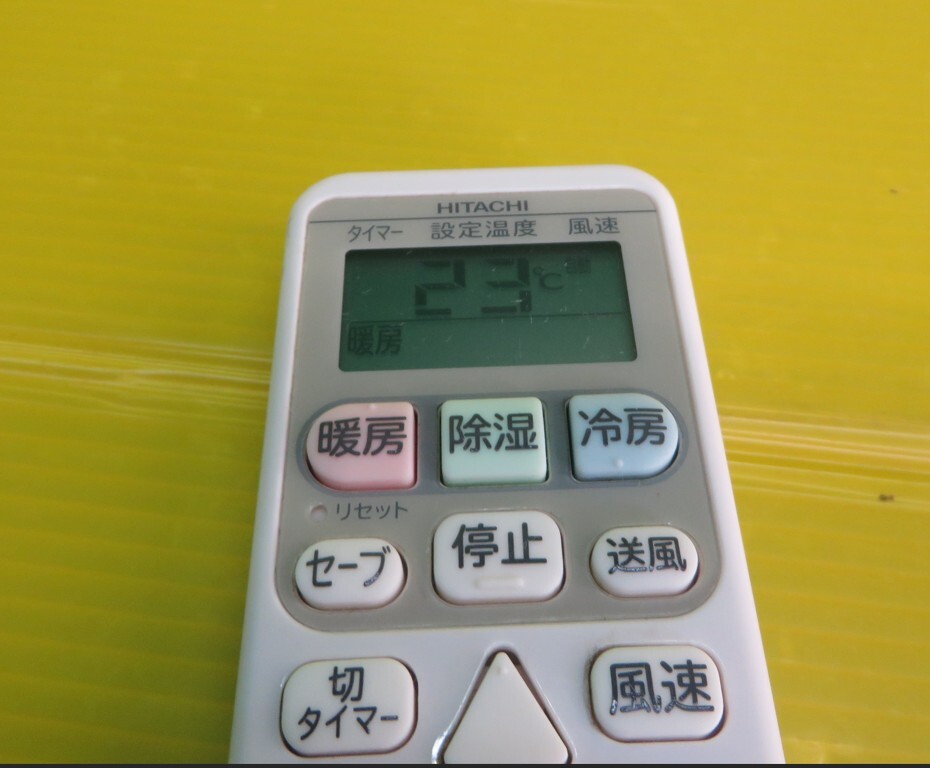 HITACHI
タイマー 設定温度 風速
23℃
暖房
暖房 除湿 冷房
リセット
セーブ 停止 送風
切
タイマー
風速